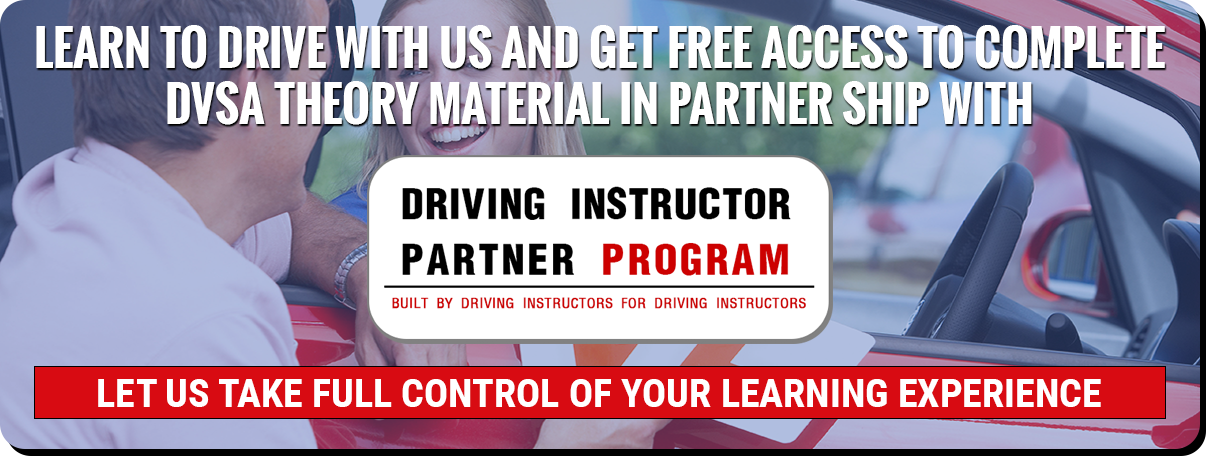 LEARN TO DRIVE WITH US AND GET FREE ACCESS TO COMPLETE
DVSA THEORY MATERIAL IN PARTNER SHIP WITH
DRIVING INSTRUCTOR
PARTNER PROGRAM
BUILT BY DRIVING INSTRUCTORS FOR DRIVING INSTRUCTORS
LET US TAKE FULL CONTROL OF YOUR LEARNING EXPERIENCE